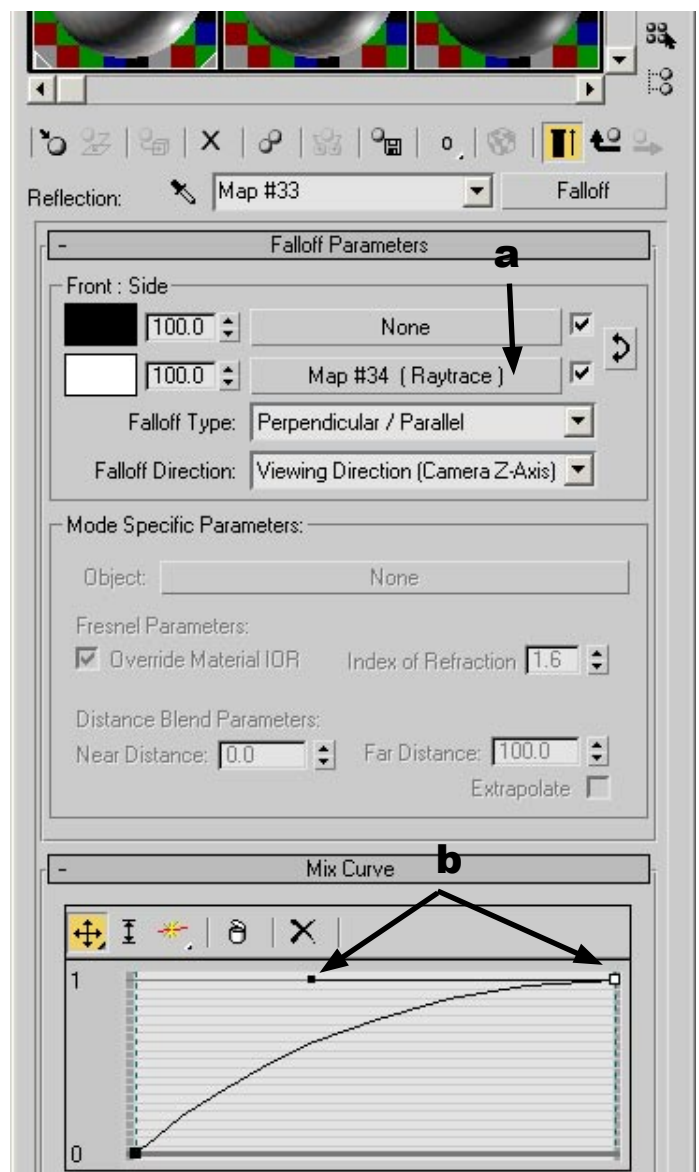 Reflection: Map #33 Falloff
- Falloff Parameters
a
Front : Side
100.0 None
100.0 Map #34 ( Raytrace )
Falloff Type: Perpendicular / Parallel
Falloff Direction: Viewing Direction (Camera Z-Axis)
Mode Specific Parameters:
Object: None
Fresnel Parameters:
Override Material IOR Index of Refraction 1.6
Distance Blend Parameters:
Near Distance: 0.0 Far Distance: 100.0
Extrapolate
- Mix Curve
b
1
0